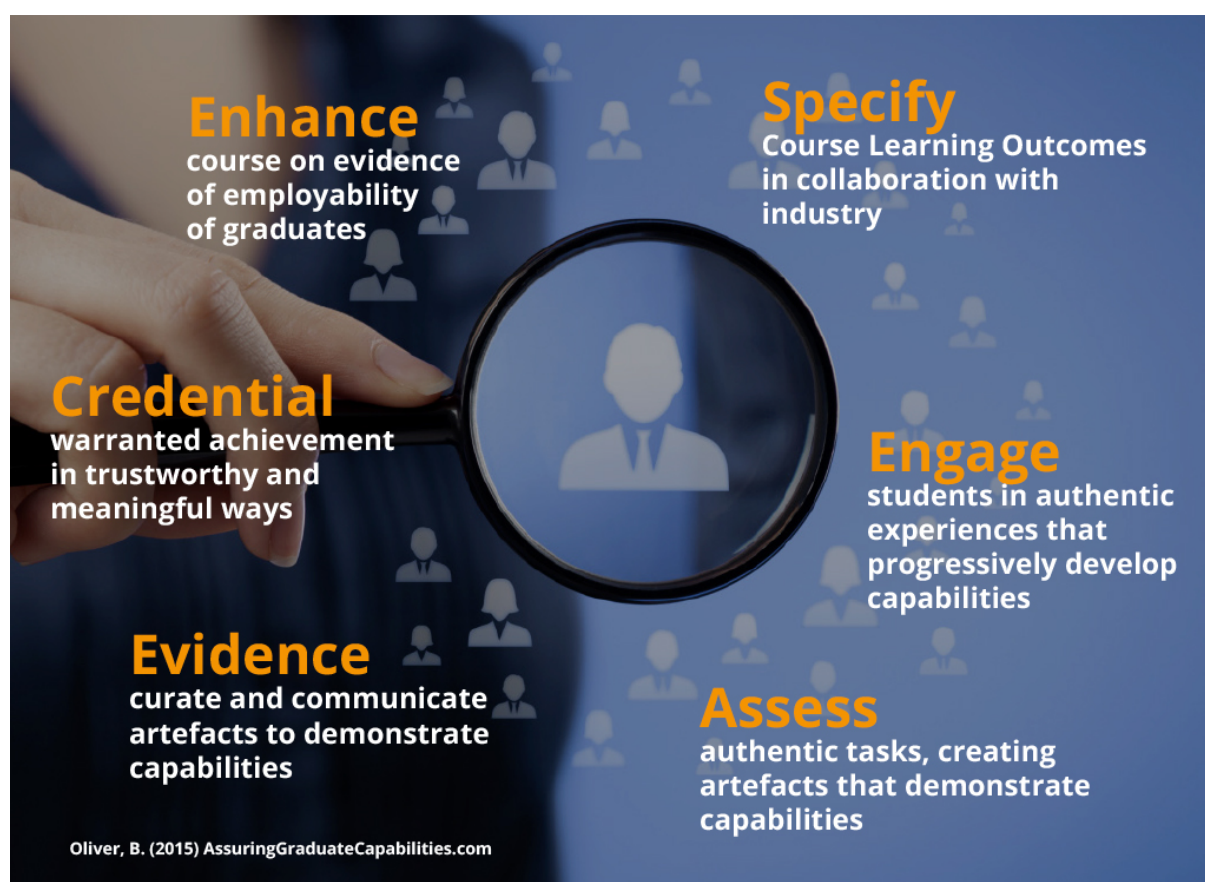 Enhance
course on evidence
of employability
of graduates
Specify
Course Learning Outcomes
in collaboration with
industry
Credential
warranted achievement
in trustworthy and
meaningful ways
Engage
students in authentic
experiences that
progressively develop
capabilities
Evidence
curate and communicate
artefacts to demonstrate
capabilities
Assess
authentic tasks, creating
artefacts that demonstrate
capabilities
Oliver, B. (2015) AssuringGraduateCapabilities.com